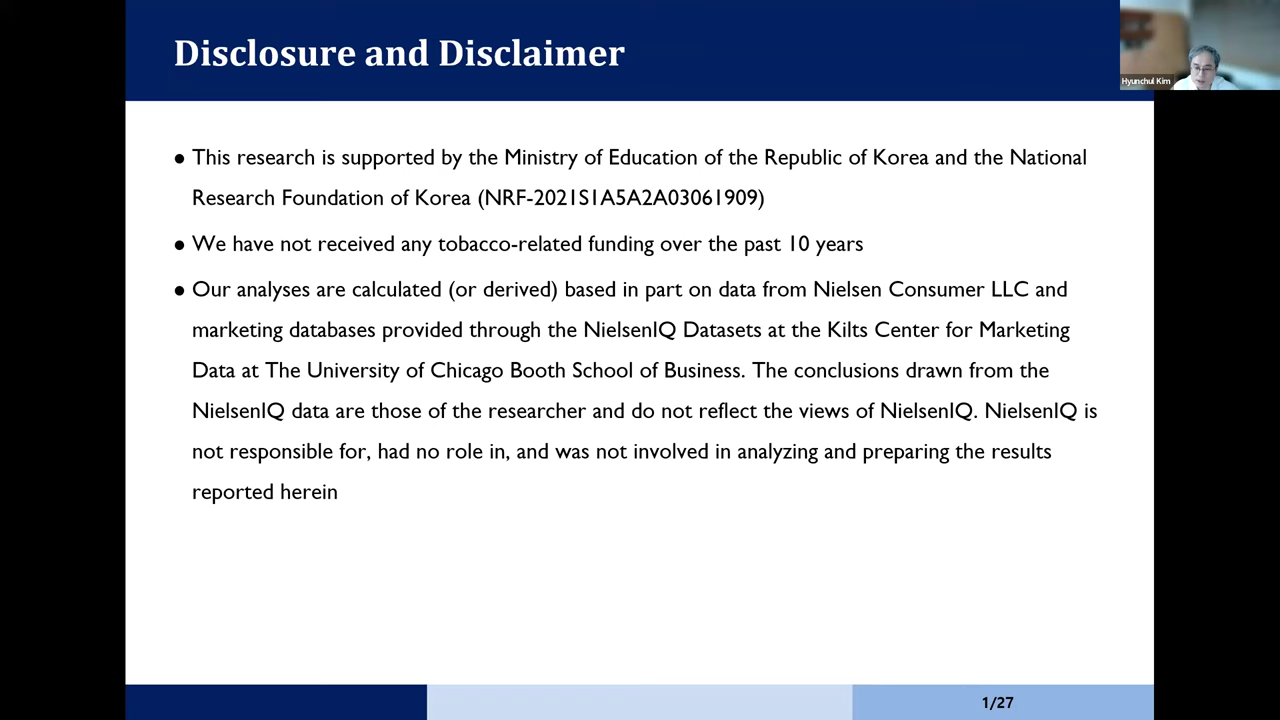 Disclosure and Disclaimer
Hyunchul Kim
● This research is supported by the Ministry of Education of the Republic of Korea and the National
Research Foundation of Korea (NRF-2021S1A5A2A03061909)
● We have not received any tobacco-related funding over the past 10 years
● Our analyses are calculated (or derived) based in part on data from Nielsen Consumer LLC and
marketing databases provided through the NielsenIQ Datasets at the Kilts Center for Marketing
Data at The University of Chicago Booth School of Business. The conclusions drawn from the
NielsenIQ data are those of the researcher and do not reflect the views of NielsenIQ. NielsenIQ is
not responsible for, had no role in, and was not involved in analyzing and preparing the results
reported herein
1/27